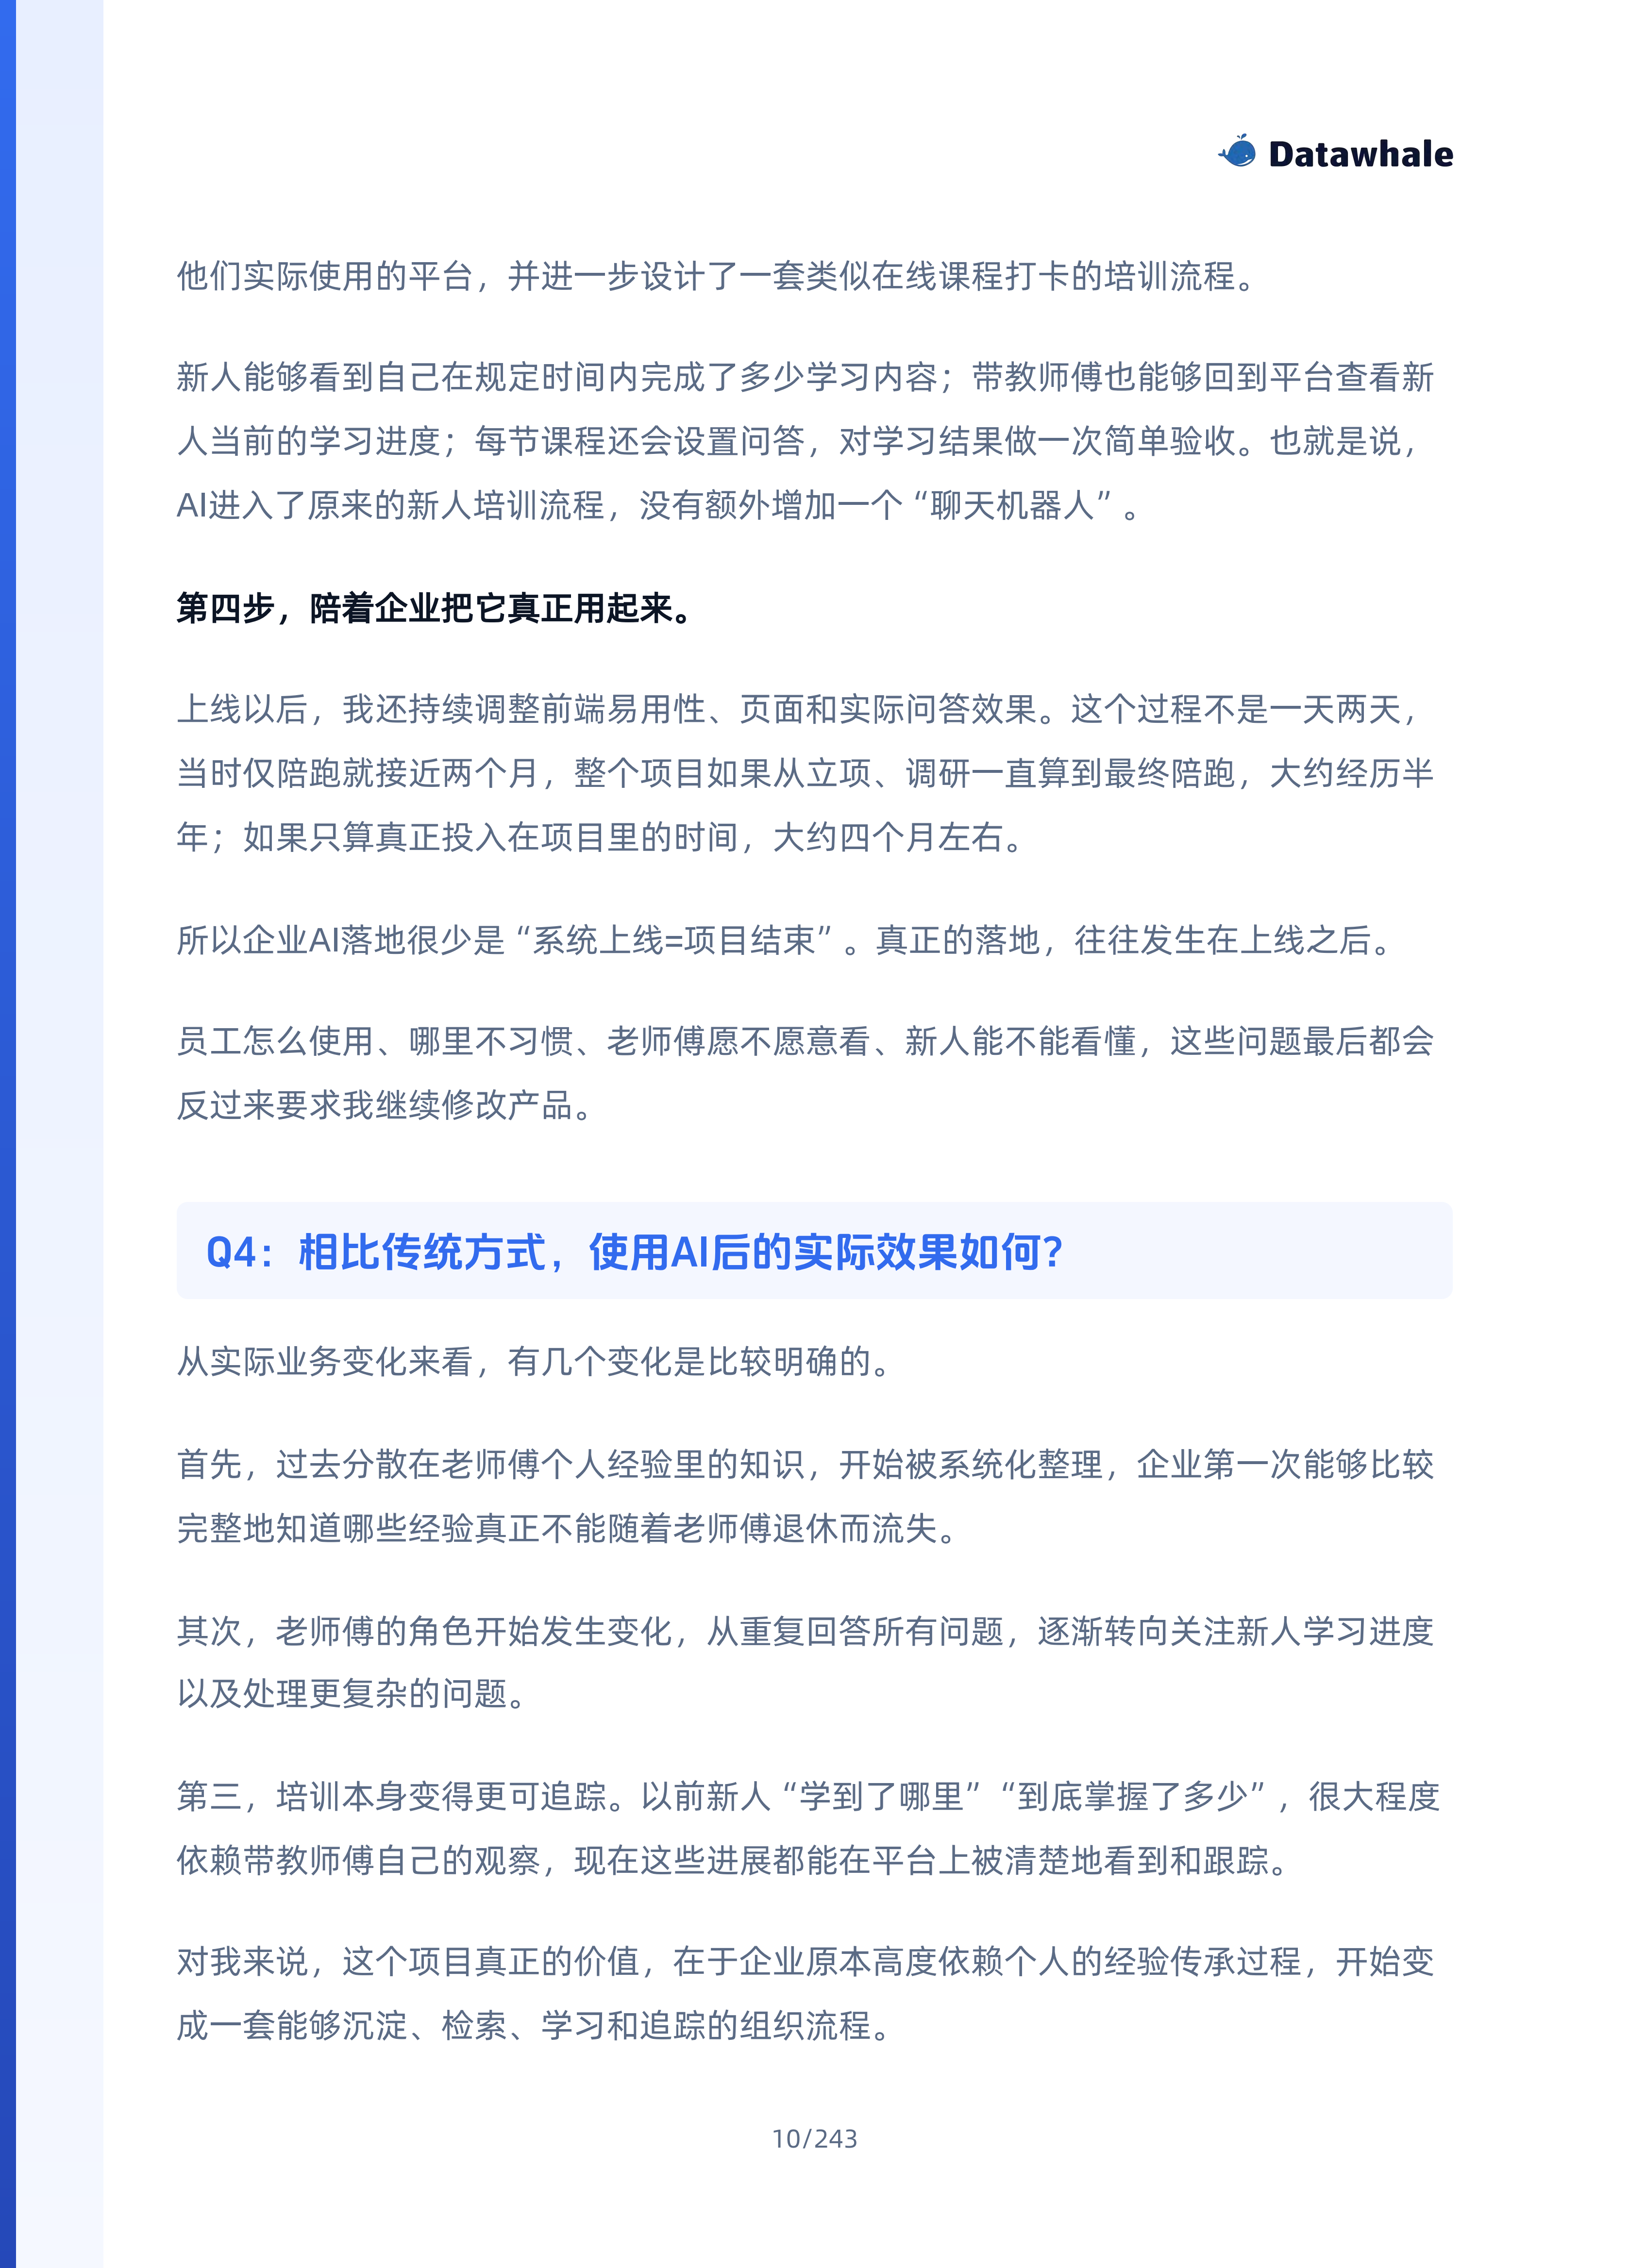 Datawhale
他们实际使用的平台，并进一步设计了一套类似在线课程打卡的培训流程。
新人能够看到自己在规定时间内完成了多少学习内容；带教师傅也能够回到平台查看新
人当前的学习进度；每节课程还会设置问答，对学习结果做一次简单验收。也就是说，
AI进入了原来的新人培训流程，没有额外增加一个“聊天机器人”。
第四步，陪着企业把它真正用起来。
上线以后，我还持续调整前端易用性、页面和实际问答效果。这个过程不是一天两天，
当时仅陪跑就接近两个月，整个项目如果从立项、调研一直算到最终陪跑，大约经历半
年；如果只算真正投入在项目里的时间，大约四个月左右。
所以企业AI落地很少是“系统上线=项目结束”。真正的落地，往往发生在上线之后。
员工怎么使用、哪里不习惯、老师傅愿不愿意看、新人能不能看懂，这些问题最后都会
反过来要求我继续修改产品。
Q4：相比传统方式，使用AI后的实际效果如何？
从实际业务变化来看，有几个变化是比较明确的。
首先，过去分散在老师傅个人经验里的知识，开始被系统化整理，企业第一次能够比较
完整地知道哪些经验真正不能随着老师傅退休而流失。
其次，老师傅的角色开始发生变化，从重复回答所有问题，逐渐转向关注新人学习进度
以及处理更复杂的问题。
第三，培训本身变得更可追踪。以前新人“学到了哪里”“到底掌握了多少”，很大程度
依赖带教师傅自己的观察，现在这些进展都能在平台上被清楚地看到和跟踪。
对我来说，这个项目真正的价值，在于企业原本高度依赖个人的经验传承过程，开始变
成一套能够沉淀、检索、学习和追踪的组织流程。
10/243